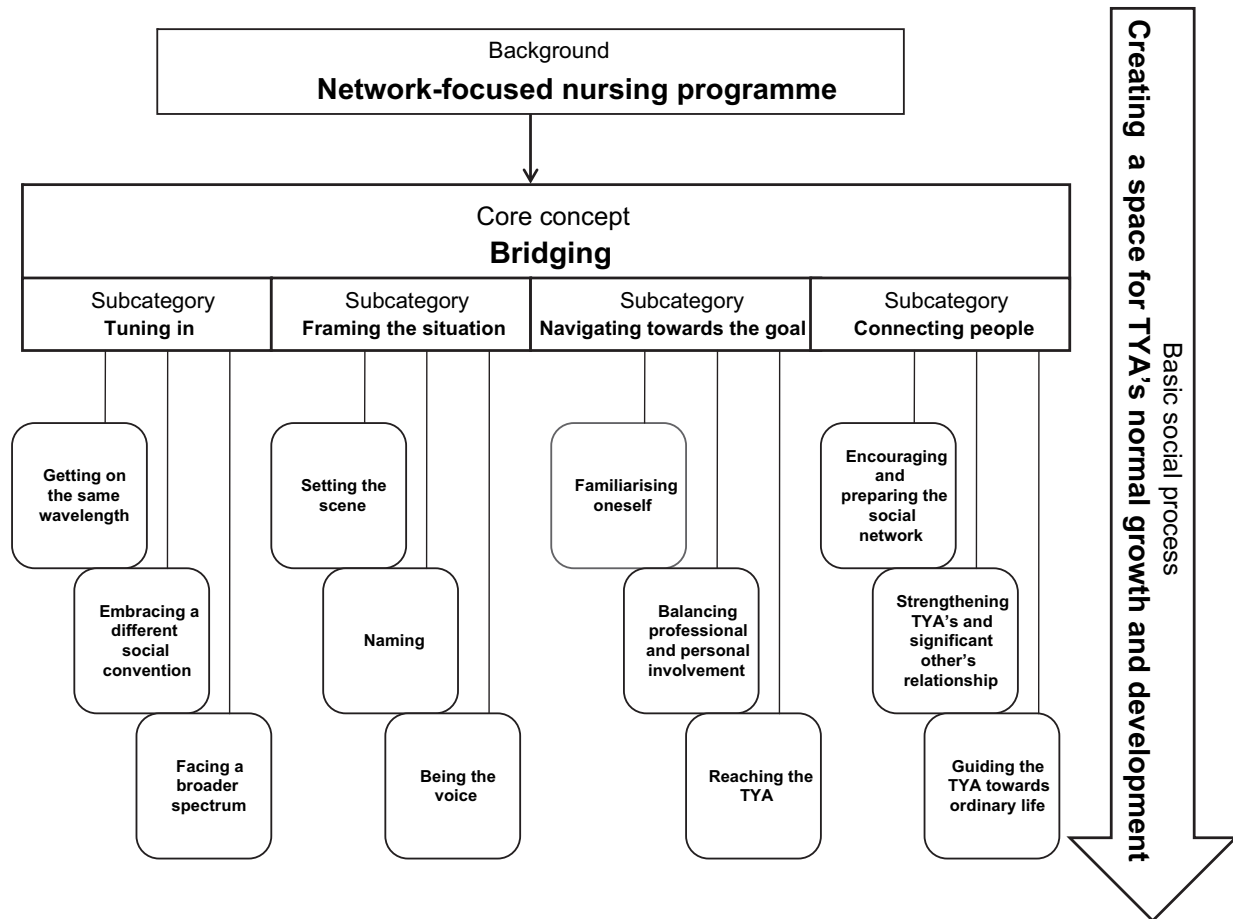 Background
Network-focused nursing programme
Core concept
Bridging
Subcategory
Tuning in
Subcategory
Framing the situation
Subcategory
Navigating towards the goal
Subcategory
Connecting people
Getting on
the same
wavelength
Embracing a
different
social
convention
Facing a
broader
spectrum
Setting the
scene
Naming
Being the
voice
Familiarising
oneself
Balancing
professional
and personal
involvement
Reaching the
TYA
Encouraging
and
preparing the
social
network
Strengthening
TYA's and
significant
other's
relationship
Guiding the
TYA towards
ordinary life
Basic social process
Creating a space for TYA's normal growth and development